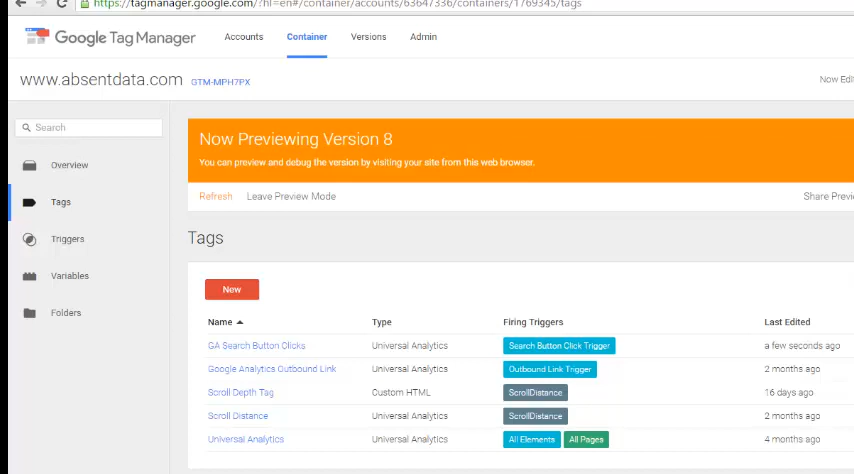 https://tagmanager.google.com/?hl=en#/container/accounts/63647336/containers/1769345/tags
Google Tag Manager
Accounts
Container
Versions
Admin
www.absentdata.com
GTM-MPH7PX
Now Edi
Search
Now Previewing Version 8
You can preview and debug the version by visiting your site from this web browser.
Overview
Refresh
Leave Preview Mode
Share Previ
Tags
Triggers
Tags
Variables
New
Folders
Name
Type
Firing Triggers
Last Edited
GA Search Button Clicks
Universal Analytics
Search Button Click Trigger
a few seconds ago
Google Analytics Outbound Link
Universal Analytics
Outbound Link Trigger
2 months ago
Scroll Depth Tag
Custom HTML
ScrollDistance
16 days ago
Scroll Distance
Universal Analytics
ScrollDistance
2 months ago
Universal Analytics
Universal Analytics
All Elements
All Pages
4 months ago